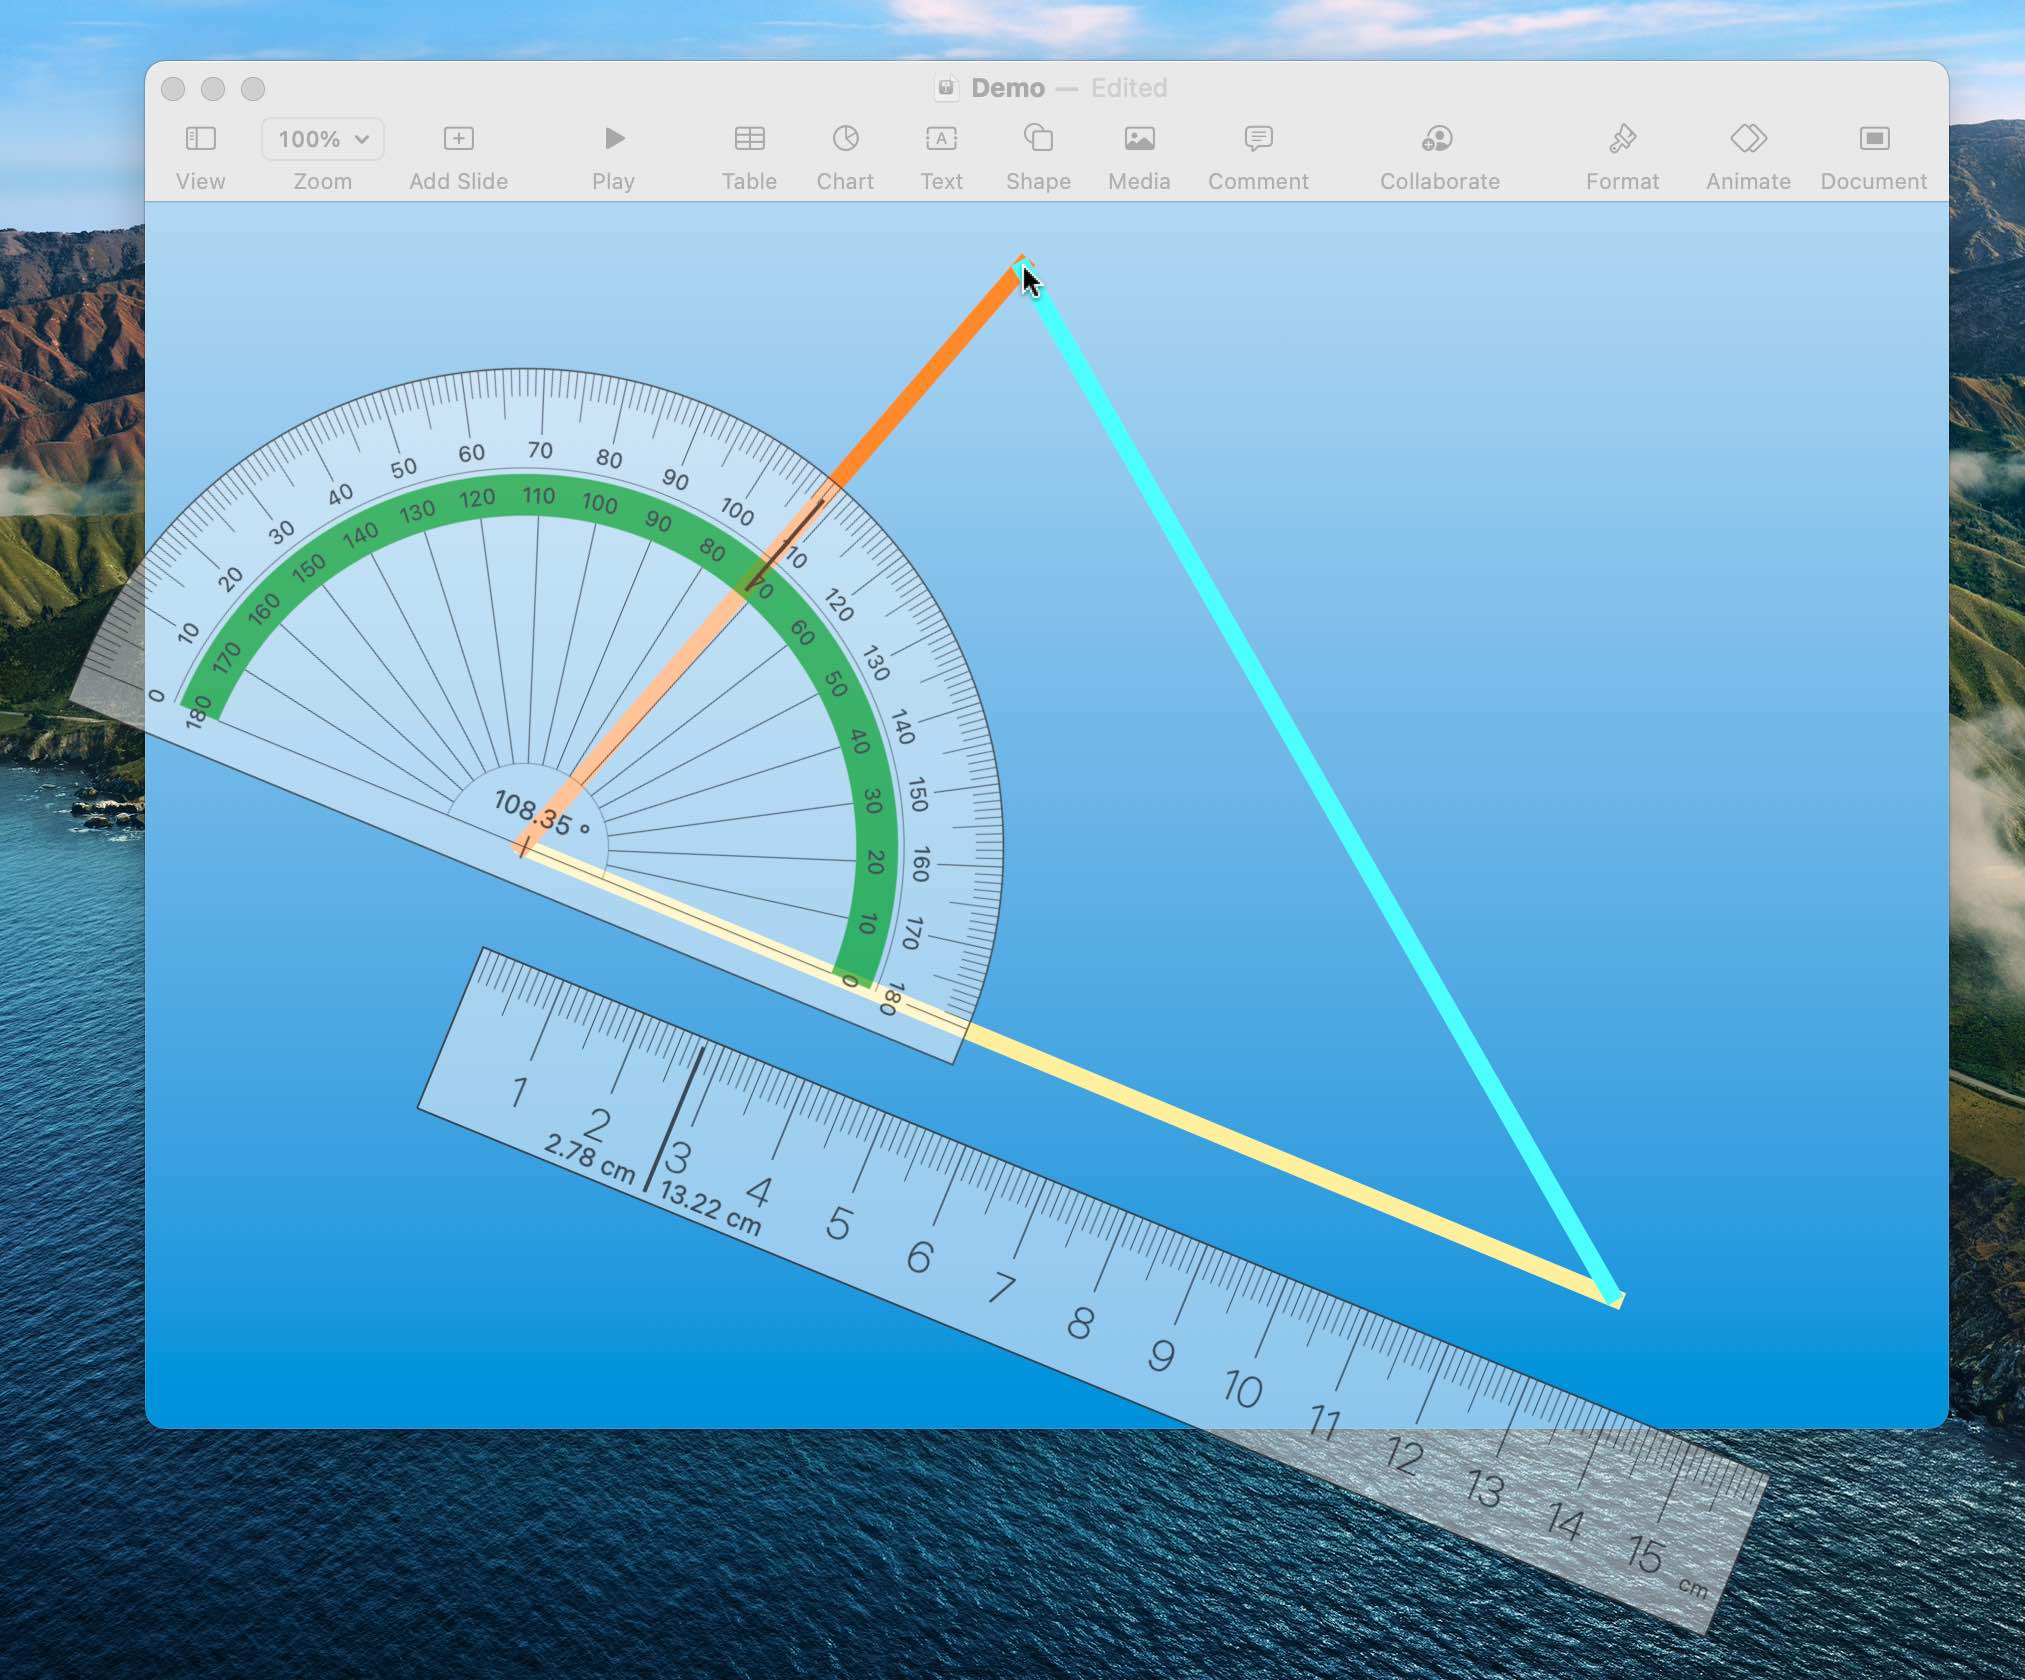 Demo — Edited
100%
View Zoom Add Slide Play Table Chart Text Shape Media Comment Collaborate Format Animate Document
0 10 20 30 40 50 60 70 80 90 100 110 120 130 140 150 160 170 180
180 170 160 150 140 130 120 110 100 90 80 70 60 50 40 30 20 10 0
108.35 °
1 2 3 4 5 6 7 8 9 10 11 12 13 14 15 cm
2.78 cm
13.22 cm